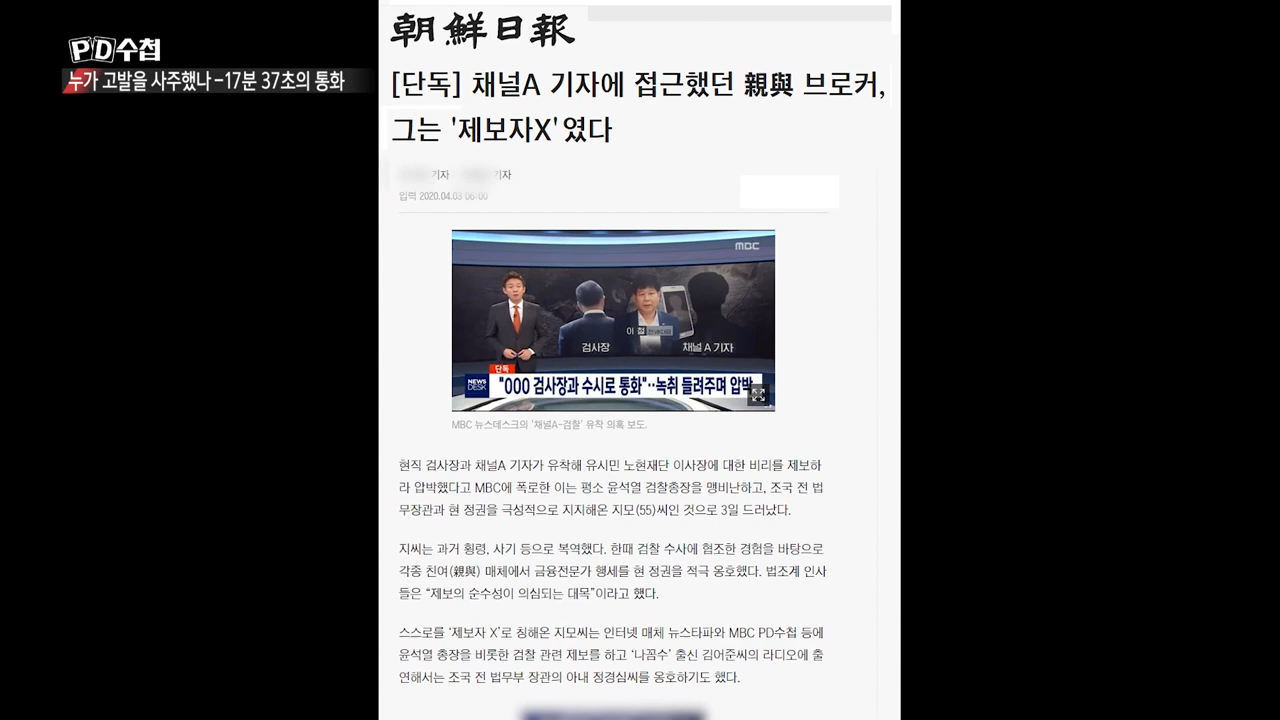 PD수첩
누가 고발을 사주했나-17분 37초의 통화
朝鮮日報
[단독] 채널A 기자에 접근했던 親與 브로커,
그는 '제보자X'였다
기자 기자
입력 2020.04.03 06:00
mbc
이 철
검사장
채널 A 기자
단독
NEWS DESK
"OOO 검사장과 수시로 통화"··녹취 들려주며 압박
MBC 뉴스데스크의 '채널A-검찰' 유착 의혹 보도.
현직 검사장과 채널A 기자가 유착해 유시민 노현재단 이사장에 대한 비리를 제보하
라 압박했다고 MBC에 폭로한 이는 평소 윤석열 검찰총장을 맹비난하고, 조국 전 법
무장관과 현 정권을 극성적으로 지지해온 지모(55)씨인 것으로 3일 드러났다.
지씨는 과거 횡령, 사기 등으로 복역했다. 한때 검찰 수사에 협조한 경험을 바탕으로
각종 친여(親與) 매체에서 금융전문가 행세를 현 정권을 적극 옹호했다. 법조계 인사
들은 “제보의 순수성이 의심되는 대목”이라고 했다.
스스로를 ‘제보자 X’로 칭해온 지모씨는 인터넷 매체 뉴스타파와 MBC PD수첩 등에
윤석열 총장을 비롯한 검찰 관련 제보를 하고 ‘나꼼수’ 출신 김어준씨의 라디오에 출
연해서는 조국 전 법무부 장관의 아내 정경심씨를 옹호하기도 했다.